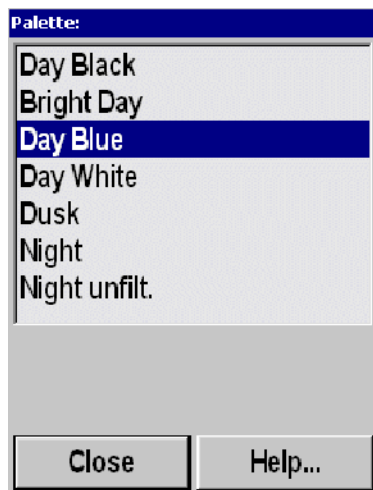 Palette:
Day Black
Bright Day
Day Blue
Day White
Dusk
Night
Night unfilt.
Close
Help...